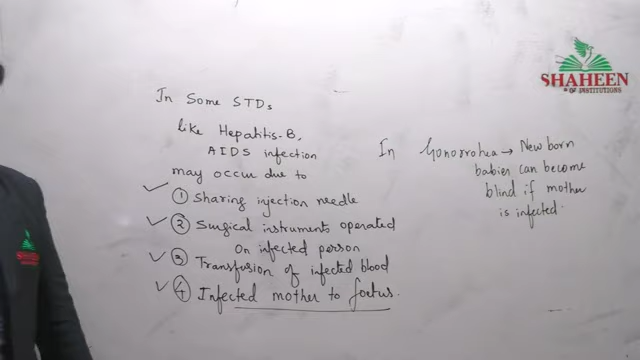 In Some STDs
like Hepatitis-B,
AIDS infection
may occur due to
① Sharing injection needle
② Surgical instruments operated
On infected person
③ Transfusion of infected blood
④ Infected mother to foetus.
In Gonorrohea → New born
babies can become
blind if mother
is infected.
SHAHEEN
OF INSTITUTIONS